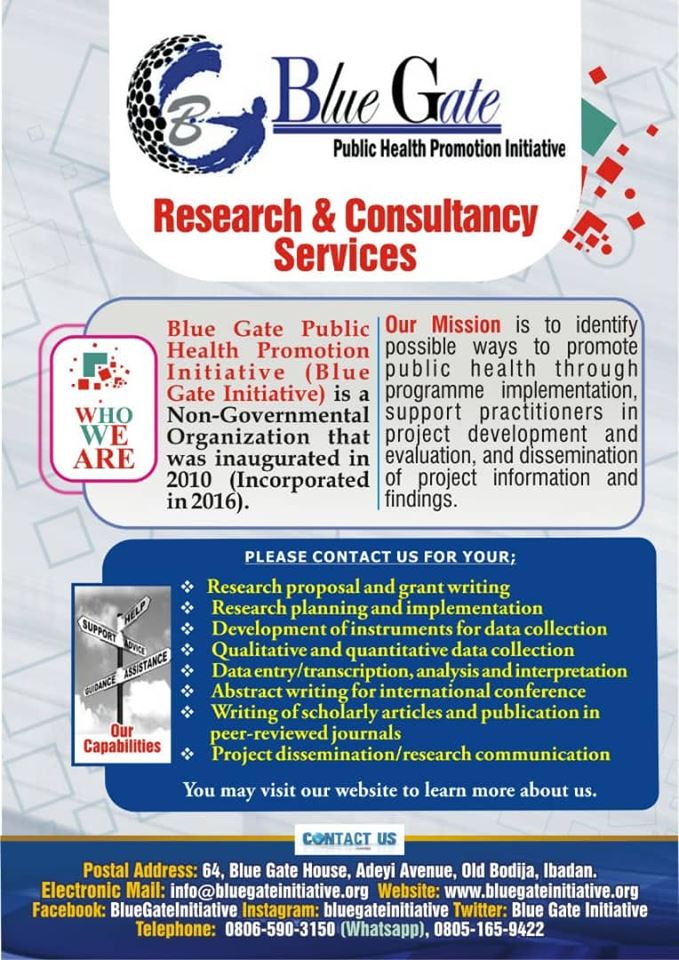 B
Blue Gate
Public Health Promotion Initiative
Research & Consultancy
Services
WHO
WE
ARE
Blue Gate Public
Health Promotion
Initiative (Blue
Gate Initiative) is a
Non-Governmental
Organization that
was inaugurated in
2010 (Incorporated
in 2016).
Our Mission is to identify
possible ways to promote
public health through
programme implementation,
support practitioners in
project development and
evaluation, and dissemination
of project information and
findings.
PLEASE CONTACT US FOR YOUR;
HELP
SUPPORT
ADVICE
ASSISTANCE
GUIDANCE
Our
Capabilities
❖ Research proposal and grant writing
❖ Research planning and implementation
❖ Development of instruments for data collection
❖ Qualitative and quantitative data collection
❖ Data entry/transcription, analysis and interpretation
❖ Abstract writing for international conference
❖ Writing of scholarly articles and publication in
peer-reviewed journals
❖ Project dissemination/research communication
You may visit our website to learn more about us.
CONTACT US
Postal Address: 64, Blue Gate House, Adeyi Avenue, Old Bodija, Ibadan.
Electronic Mail: info@bluegateinitiative.org Website: www.bluegateinitiative.org
Facebook: BlueGateInitiative Instagram: bluegateinitiative Twitter: Blue Gate Initiative
Telephone: 0806-590-3150 (Whatsapp), 0805-165-9422